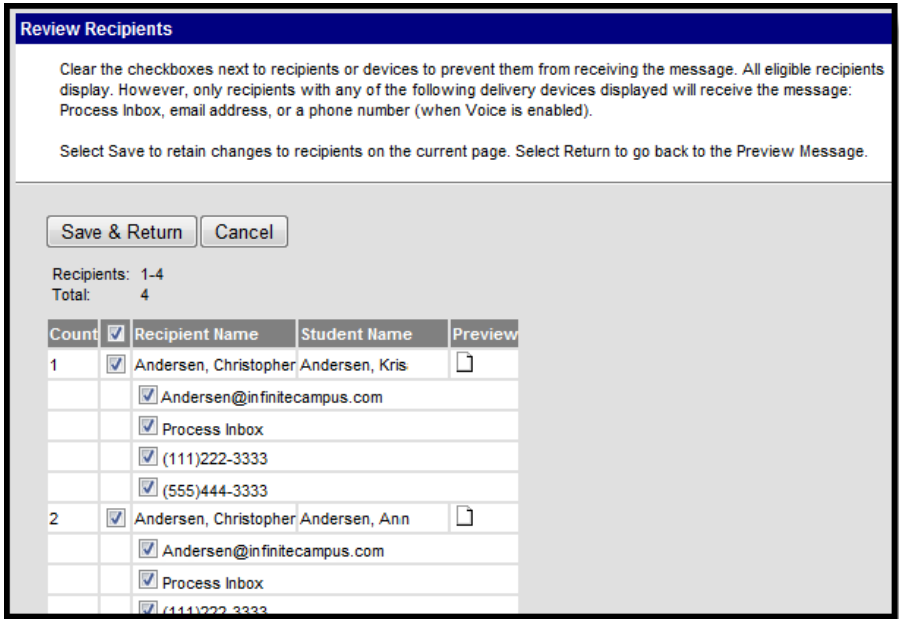 Review Recipients
Clear the checkboxes next to recipients or devices to prevent them from receiving the message. All eligible recipients
display. However, only recipients with any of the following delivery devices displayed will receive the message:
Process Inbox, email address, or a phone number (when Voice is enabled).
Select Save to retain changes to recipients on the current page. Select Return to go back to the Preview Message.
Save & Return Cancel
Recipients: 1-4
Total: 4
Count Recipient Name Student Name Preview
1 Andersen, Christopher Andersen, Kris
Andersen@infinitecampus.com
Process Inbox
(111)222-3333
(555)444-3333
2 Andersen, Christopher Andersen, Ann
Andersen@infinitecampus.com
Process Inbox
(111)222-3333